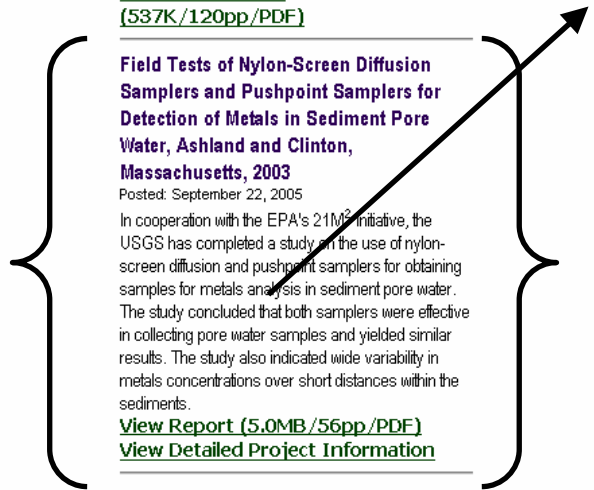 (537K/120pp/PDF)
Field Tests of Nylon-Screen Diffusion
Samplers and Pushpoint Samplers for
Detection of Metals in Sediment Pore
Water, Ashland and Clinton,
Massachusetts, 2003
Posted: September 22, 2005
In cooperation with the EPA's 21M² Initiative, the
USGS has completed a study on the use of nylon-
screen diffusion and pushpoint samplers for obtaining
samples for metals analysis in sediment pore water.
The study concluded that both samplers were effective
in collecting pore water samples and yielded similar
results. The study also indicated wide variability in
metals concentrations over short distances within the
sediments.
View Report (5.0MB/56pp/PDF)
View Detailed Project Information